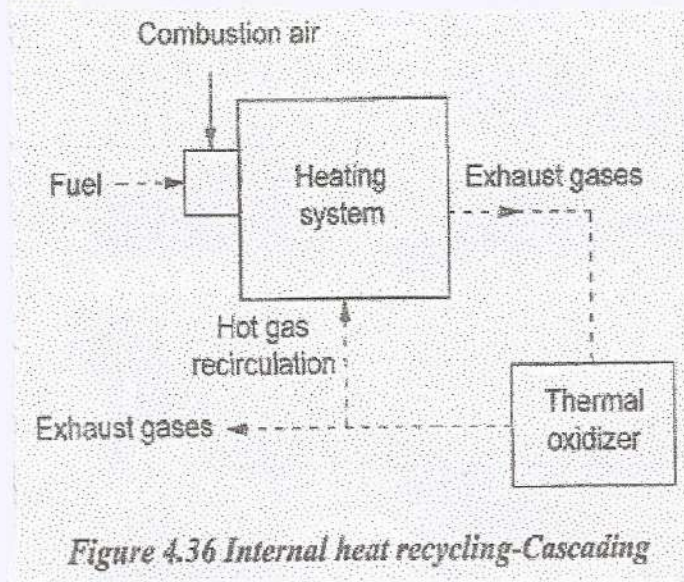 Combustion air
Fuel
Heating
system
Exhaust gases
Hot gas
recirculation
Exhaust gases
Thermal
oxidizer
Figure 4.36 Internal heat recycling-Cascading